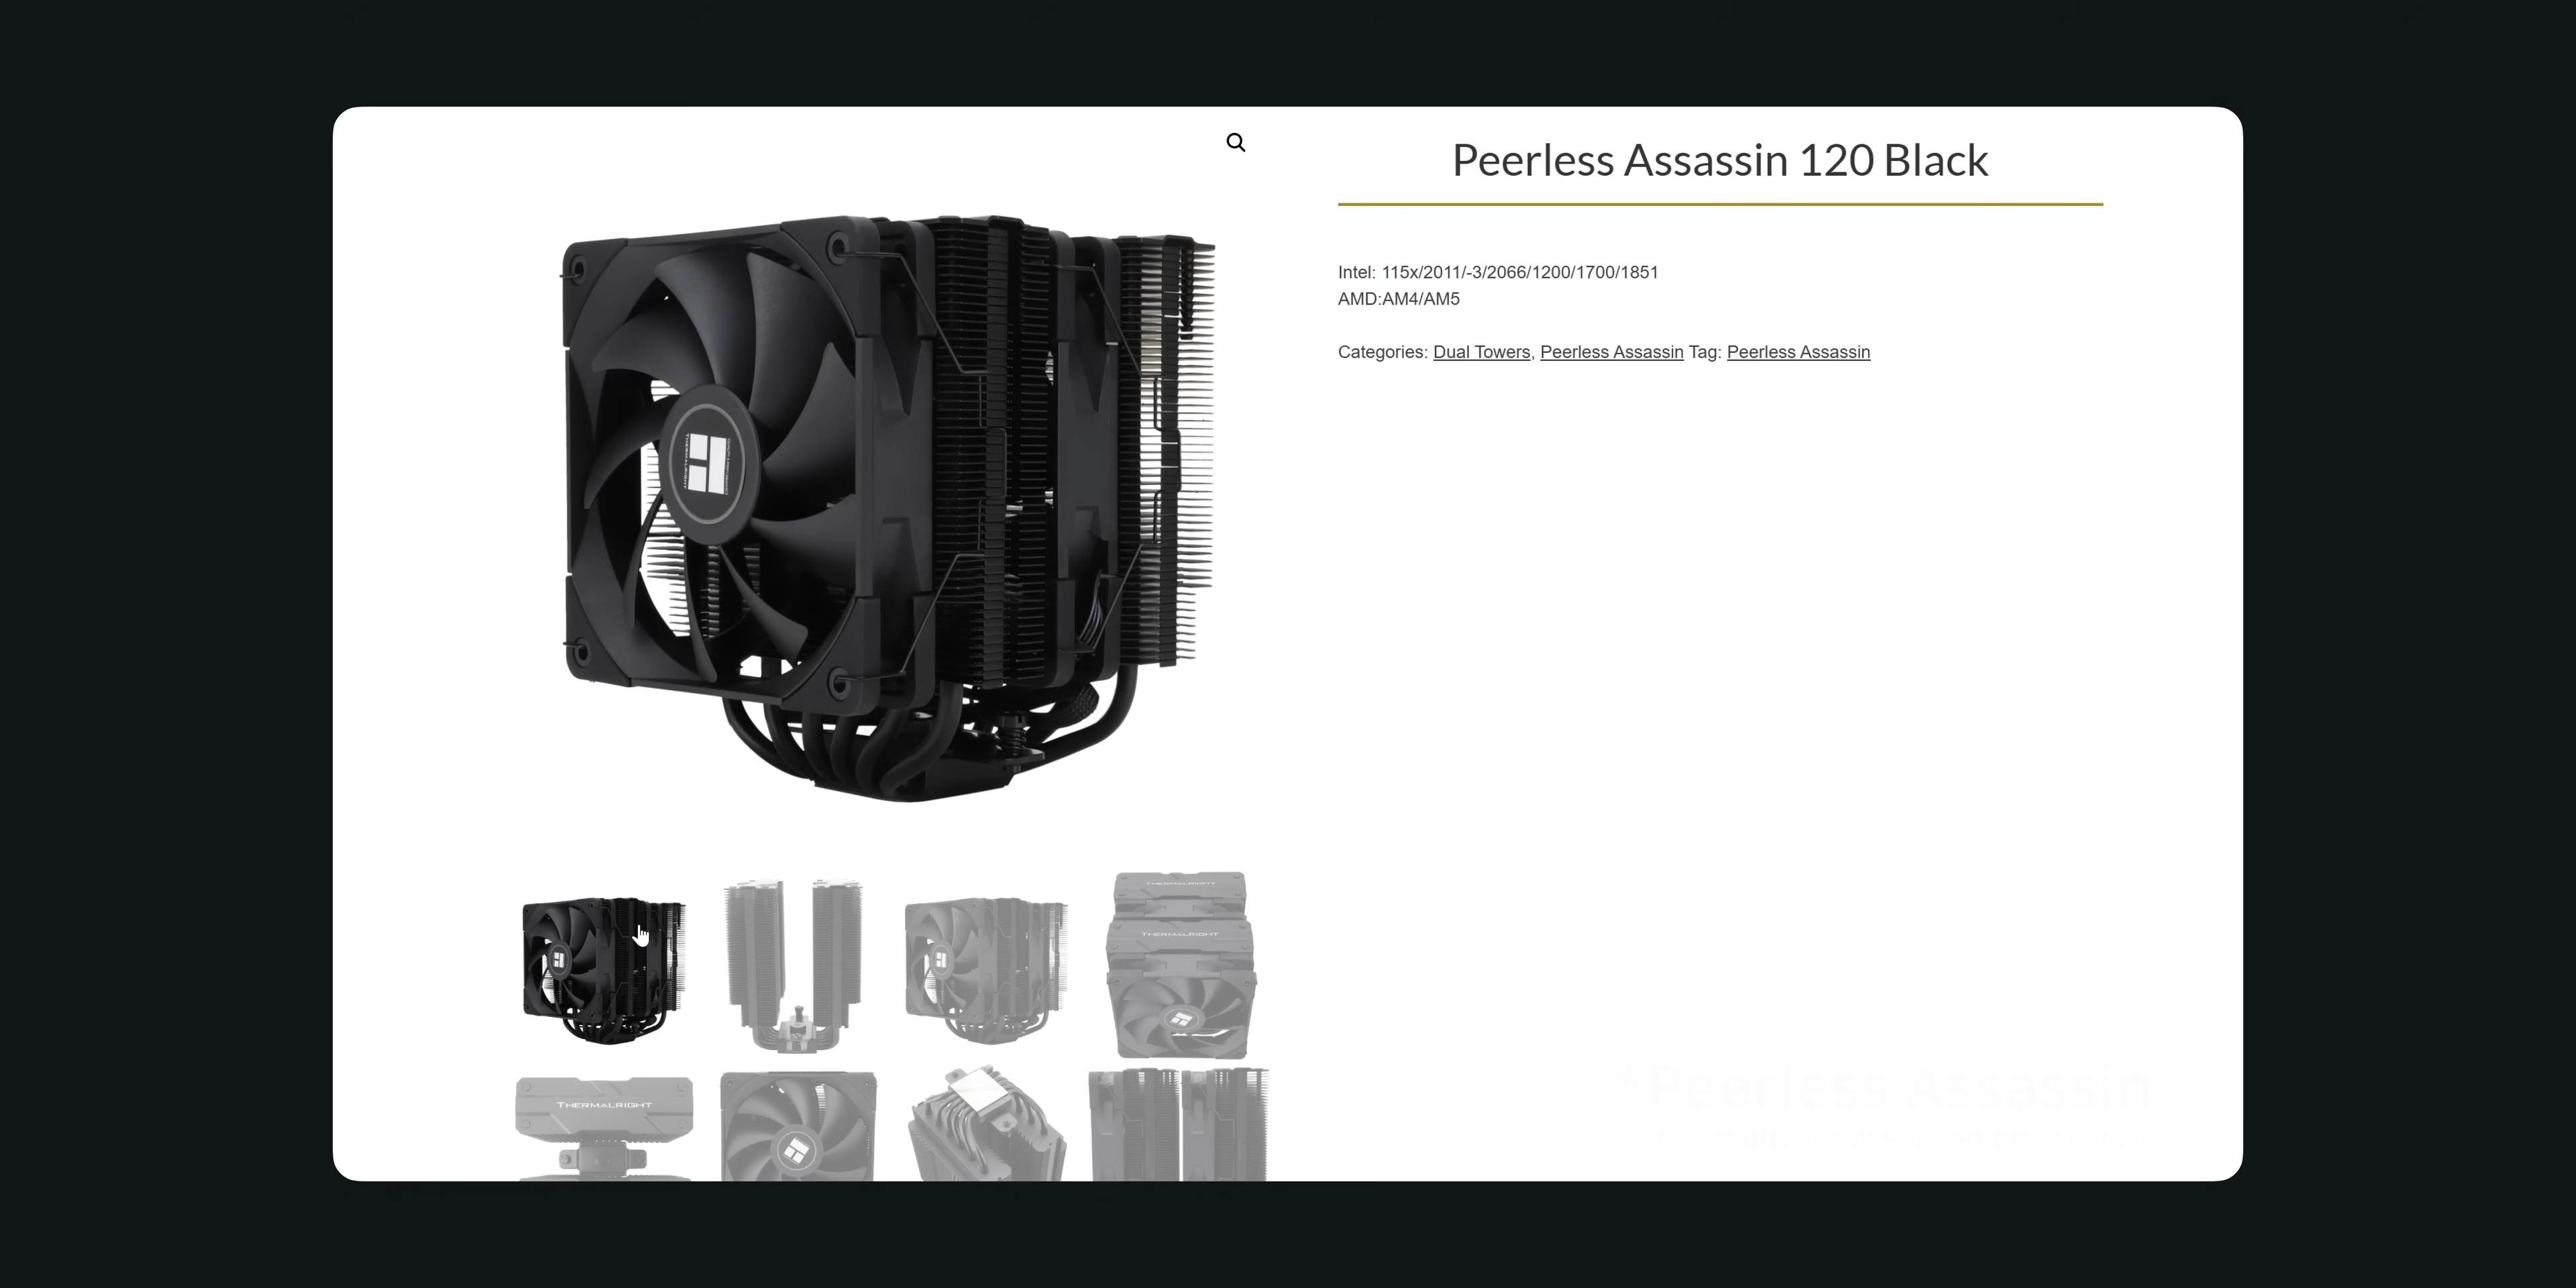 Peerless Assassin 120 Black
Intel: 115x/2011/-3/2066/1200/1700/1851
AMD:AM4/AM5
Categories: Dual Towers, Peerless Assassin Tag: Peerless Assassin
THERMALRIGHT
THERMALRIGHT
THERMALRIGHT
*Peerless Assassin